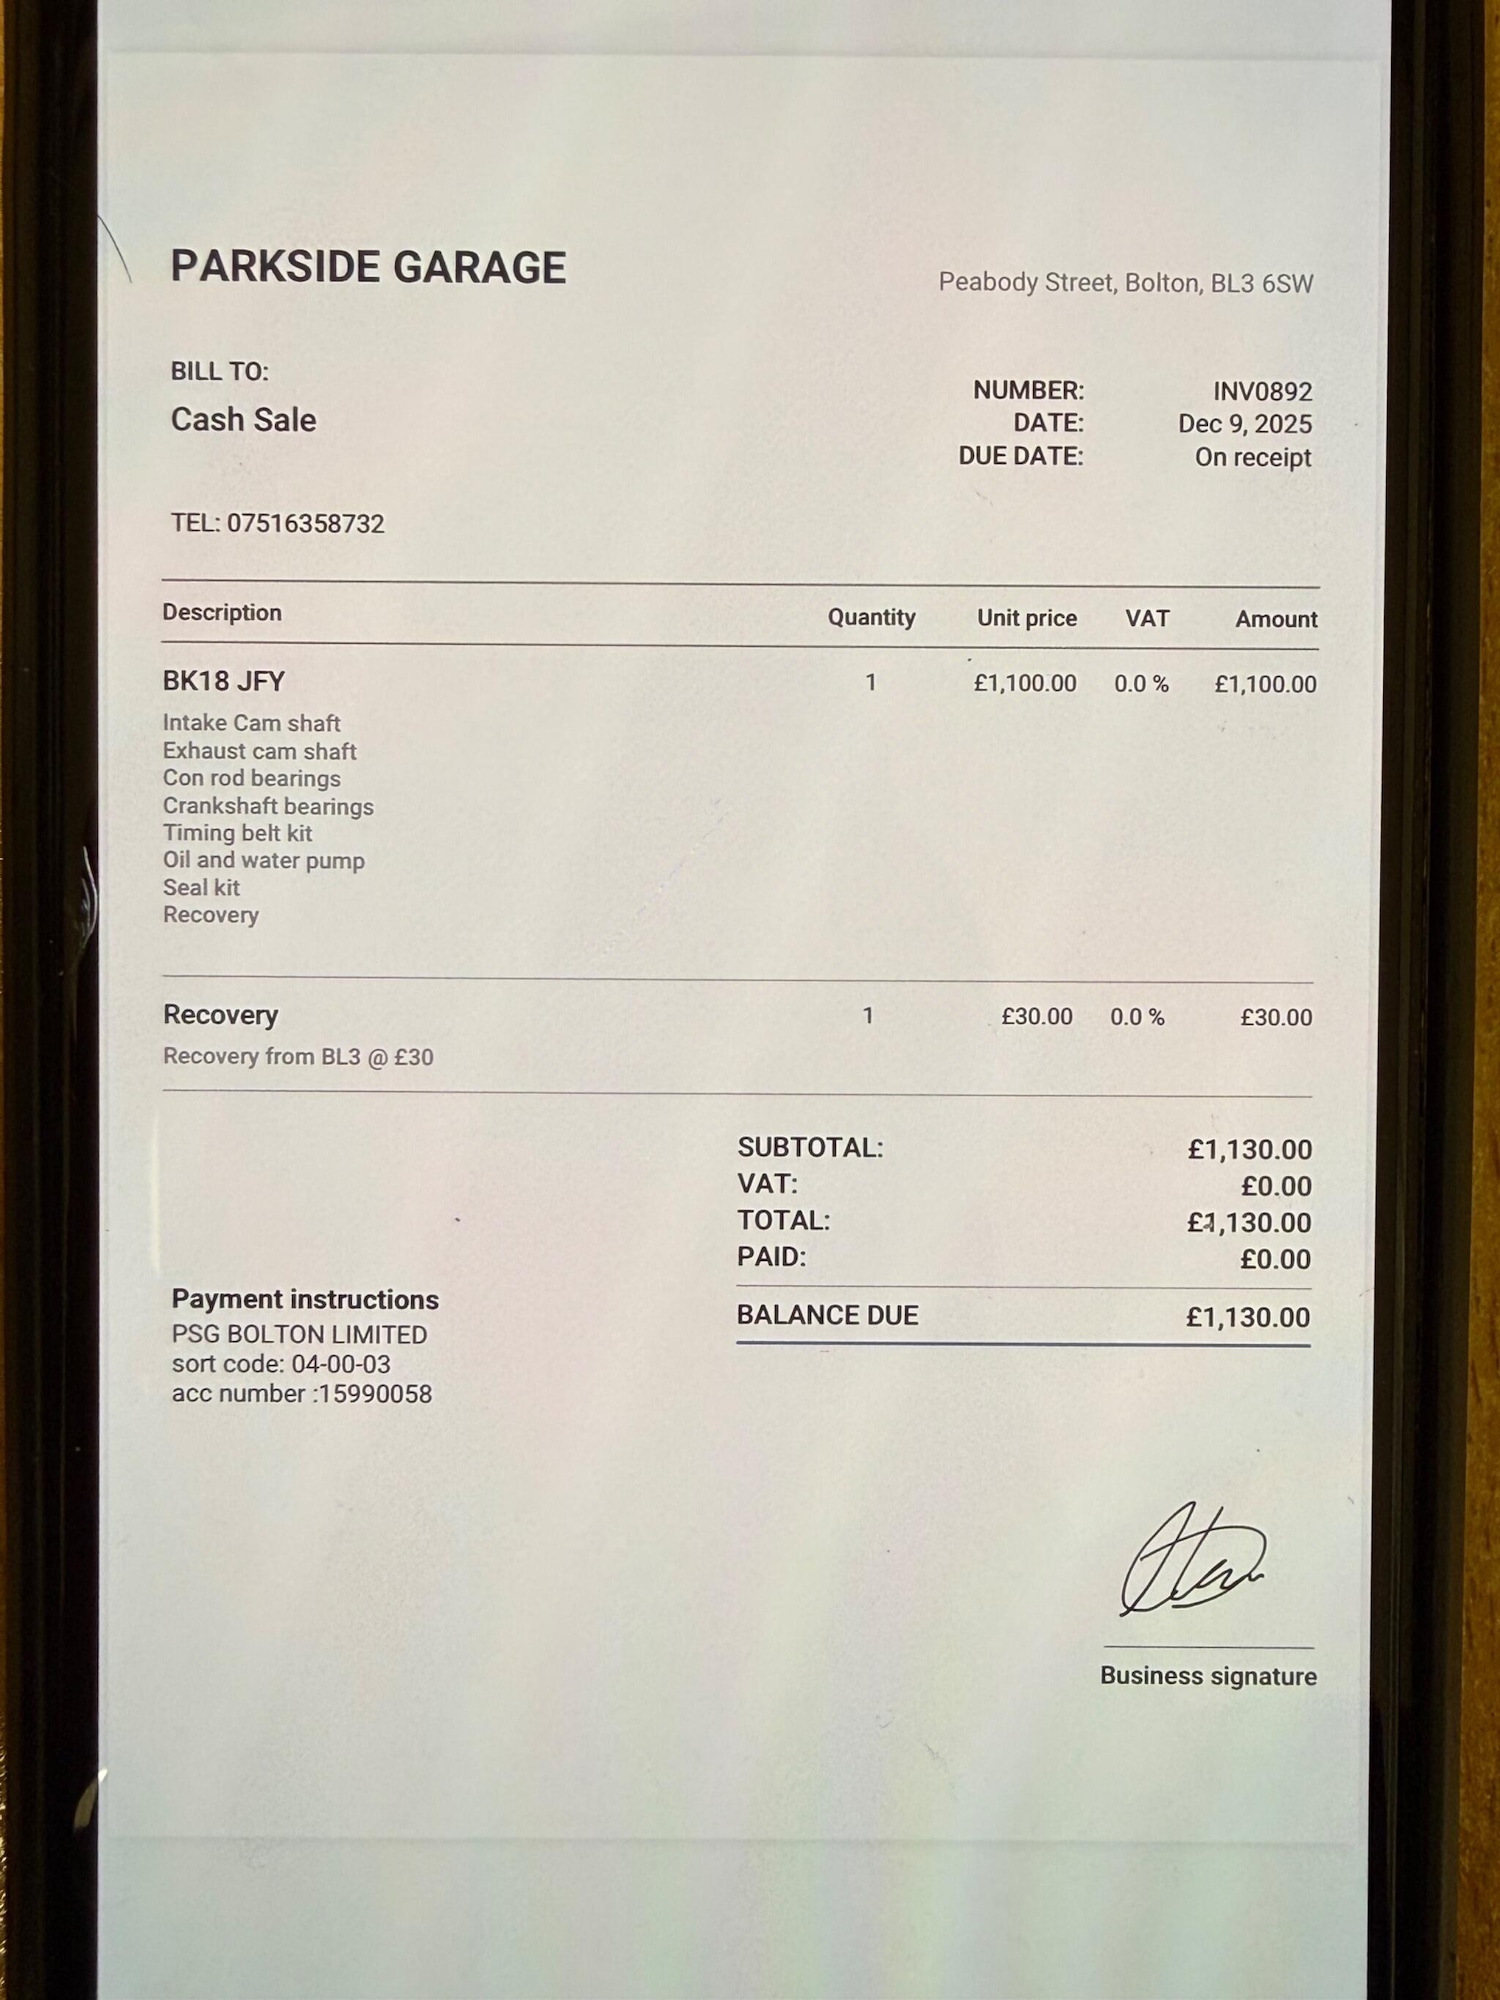 PARKSIDE GARAGE
Peabody Street, Bolton, BL3 6SW
BILL TO:
Cash Sale
NUMBER: INV0892
DATE: Dec 9, 2025
DUE DATE: On receipt
TEL: 07516358732
Description Quantity Unit price VAT Amount
BK18 JFY 1 £1,100.00 0.0 % £1,100.00
Intake Cam shaft
Exhaust cam shaft
Con rod bearings
Crankshaft bearings
Timing belt kit
Oil and water pump
Seal kit
Recovery
Recovery 1 £30.00 0.0 % £30.00
Recovery from BL3 @ £30
SUBTOTAL: £1,130.00
VAT: £0.00
TOTAL: £1,130.00
PAID: £0.00
BALANCE DUE £1,130.00
Payment instructions
PSG BOLTON LIMITED
sort code: 04-00-03
acc number :15990058
Business signature